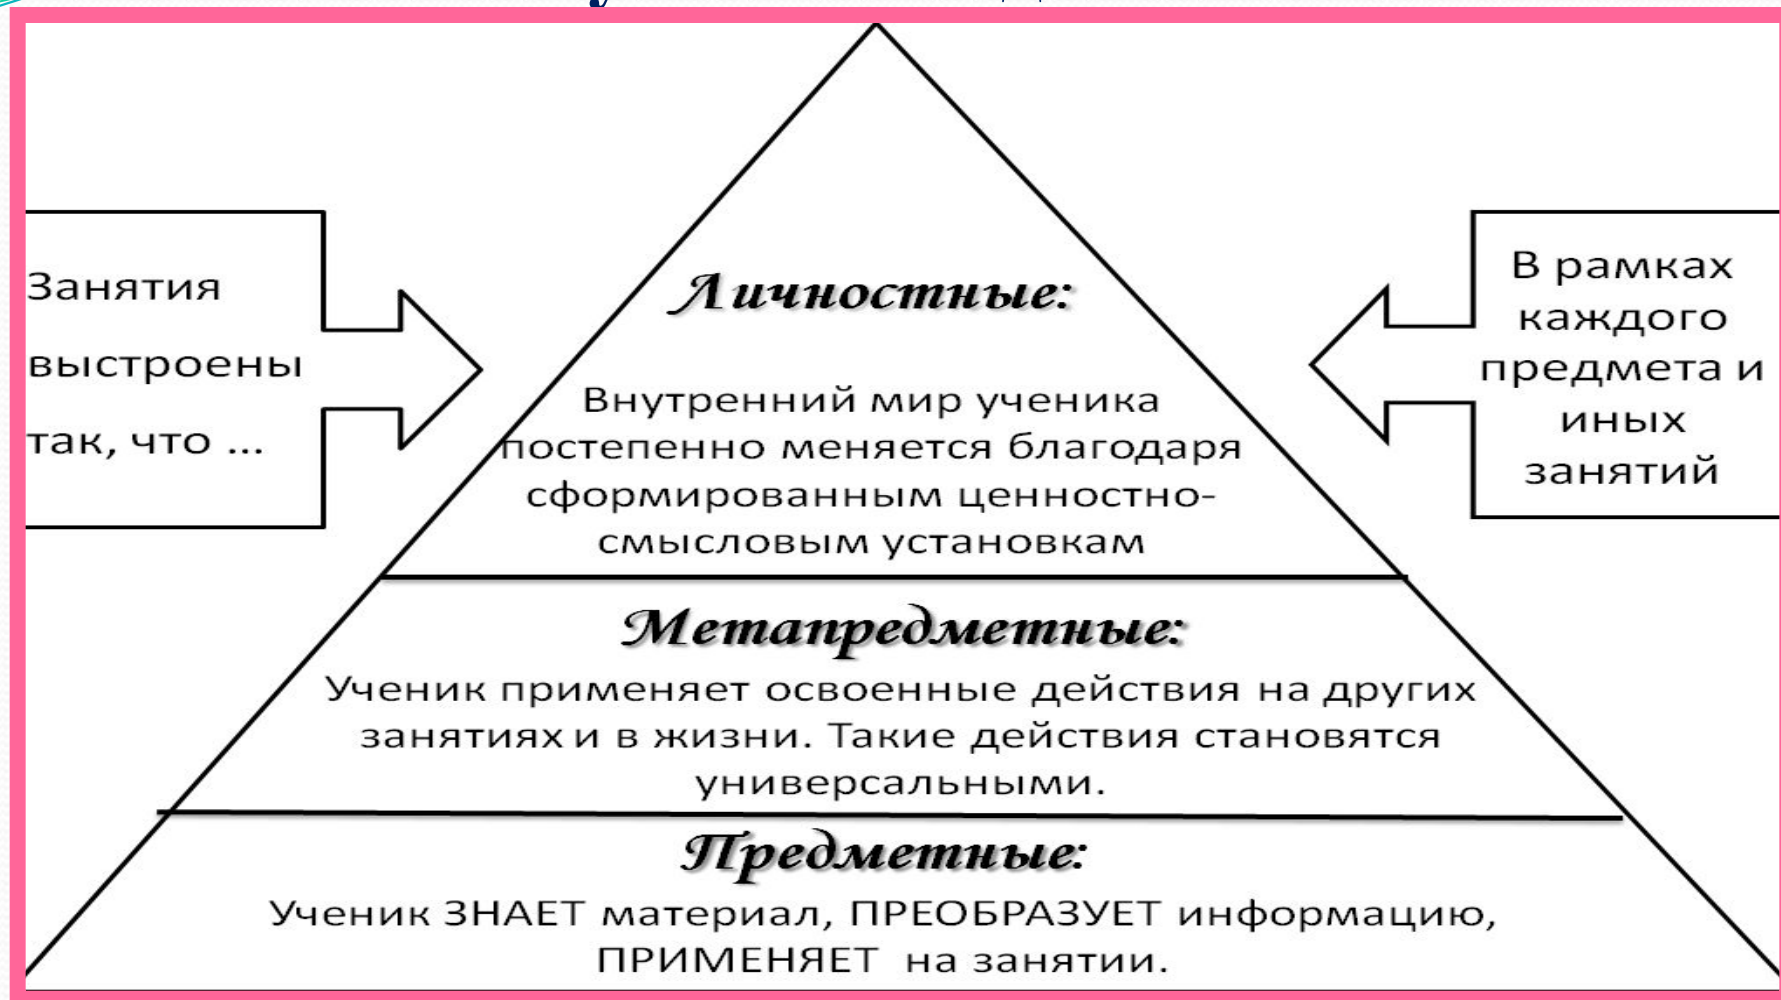 Занятия
выстроены
так, что ...
Личностные:
Внутренний мир ученика
постепенно меняется благодаря
сформированным ценностно-
смысловым установкам
В рамках
каждого
предмета и
иных
занятий
Метапредметные:
Ученик применяет освоенные действия на других
занятиях и в жизни. Такие действия становятся
универсальными.
Предметные:
Ученик ЗНАЕТ материал, ПРЕОБРАЗУЕТ информацию,
ПРИМЕНЯЕТ на занятии.